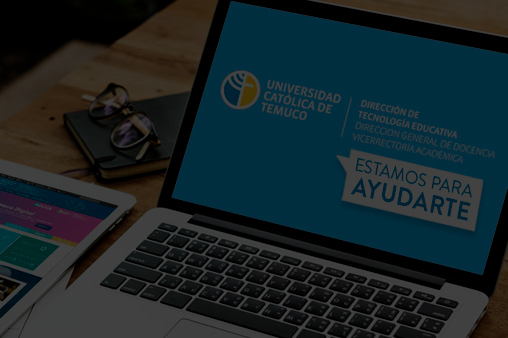 UNIVERSIDAD
CATÓLICA DE
TEMUCO
DIRECCIÓN DE
TECNOLOGÍA EDUCATIVA
DIRECCIÓN GENERAL DE DOCENCIA
VICERRECTORÍA ACADÉMICA
ESTAMOS PARA
AYUDARTE